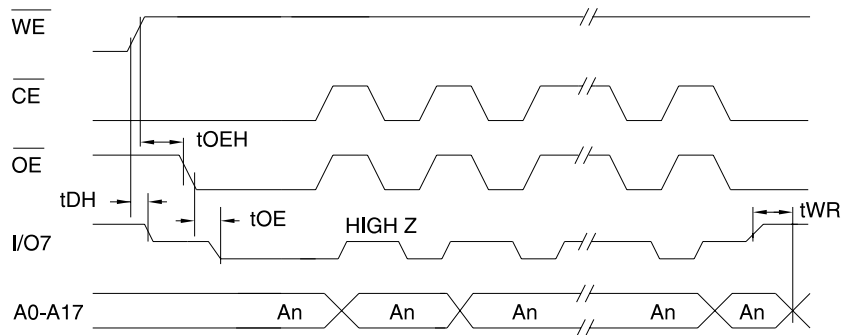 WE
CE
tOEH
OE
tDH
tOE
tWR
HIGH Z
I/O7
A0-A17 An An An An An